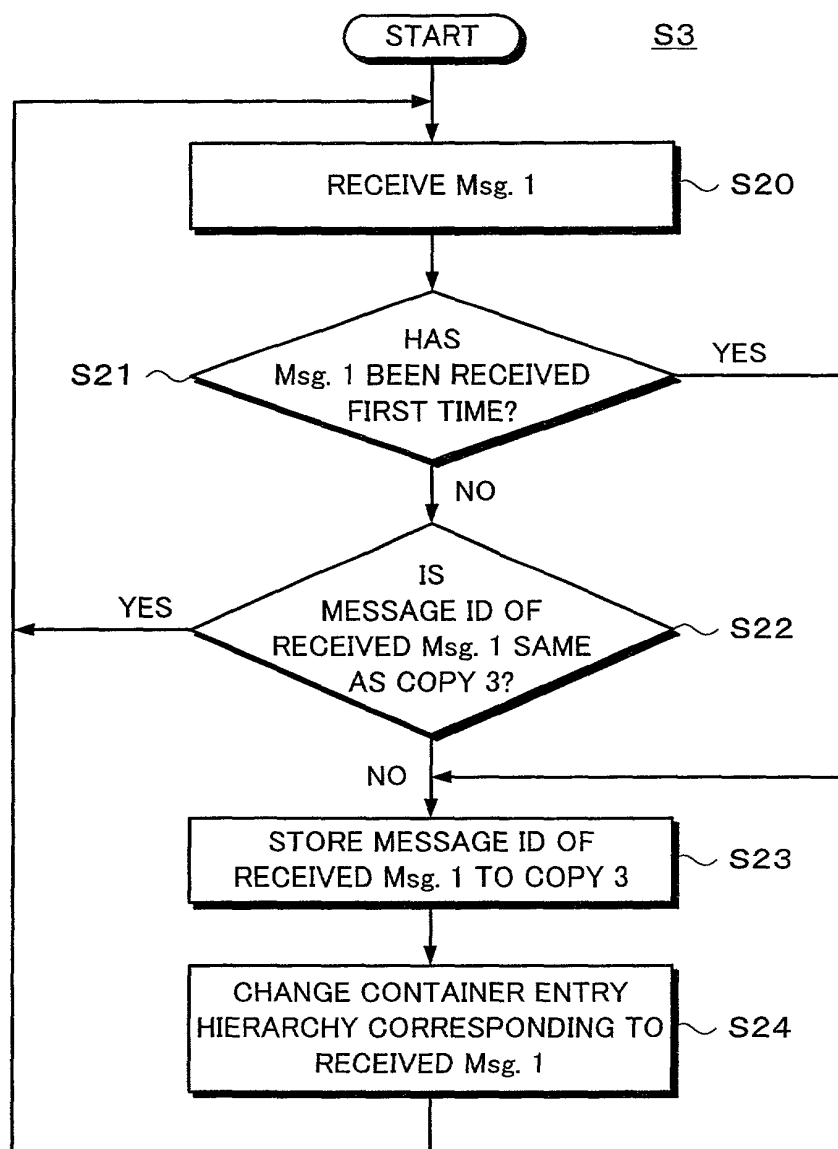 START
S3
RECEIVE Msg. 1
S20
HAS
Msg. 1 BEEN RECEIVED
FIRST TIME?
S21
YES
NO
IS
MESSAGE ID OF
RECEIVED Msg. 1 SAME
AS COPY 3?
YES
S22
NO
STORE MESSAGE ID OF
RECEIVED Msg. 1 TO COPY 3
S23
CHANGE CONTAINER ENTRY
HIERARCHY CORRESPONDING TO
RECEIVED Msg. 1
S24